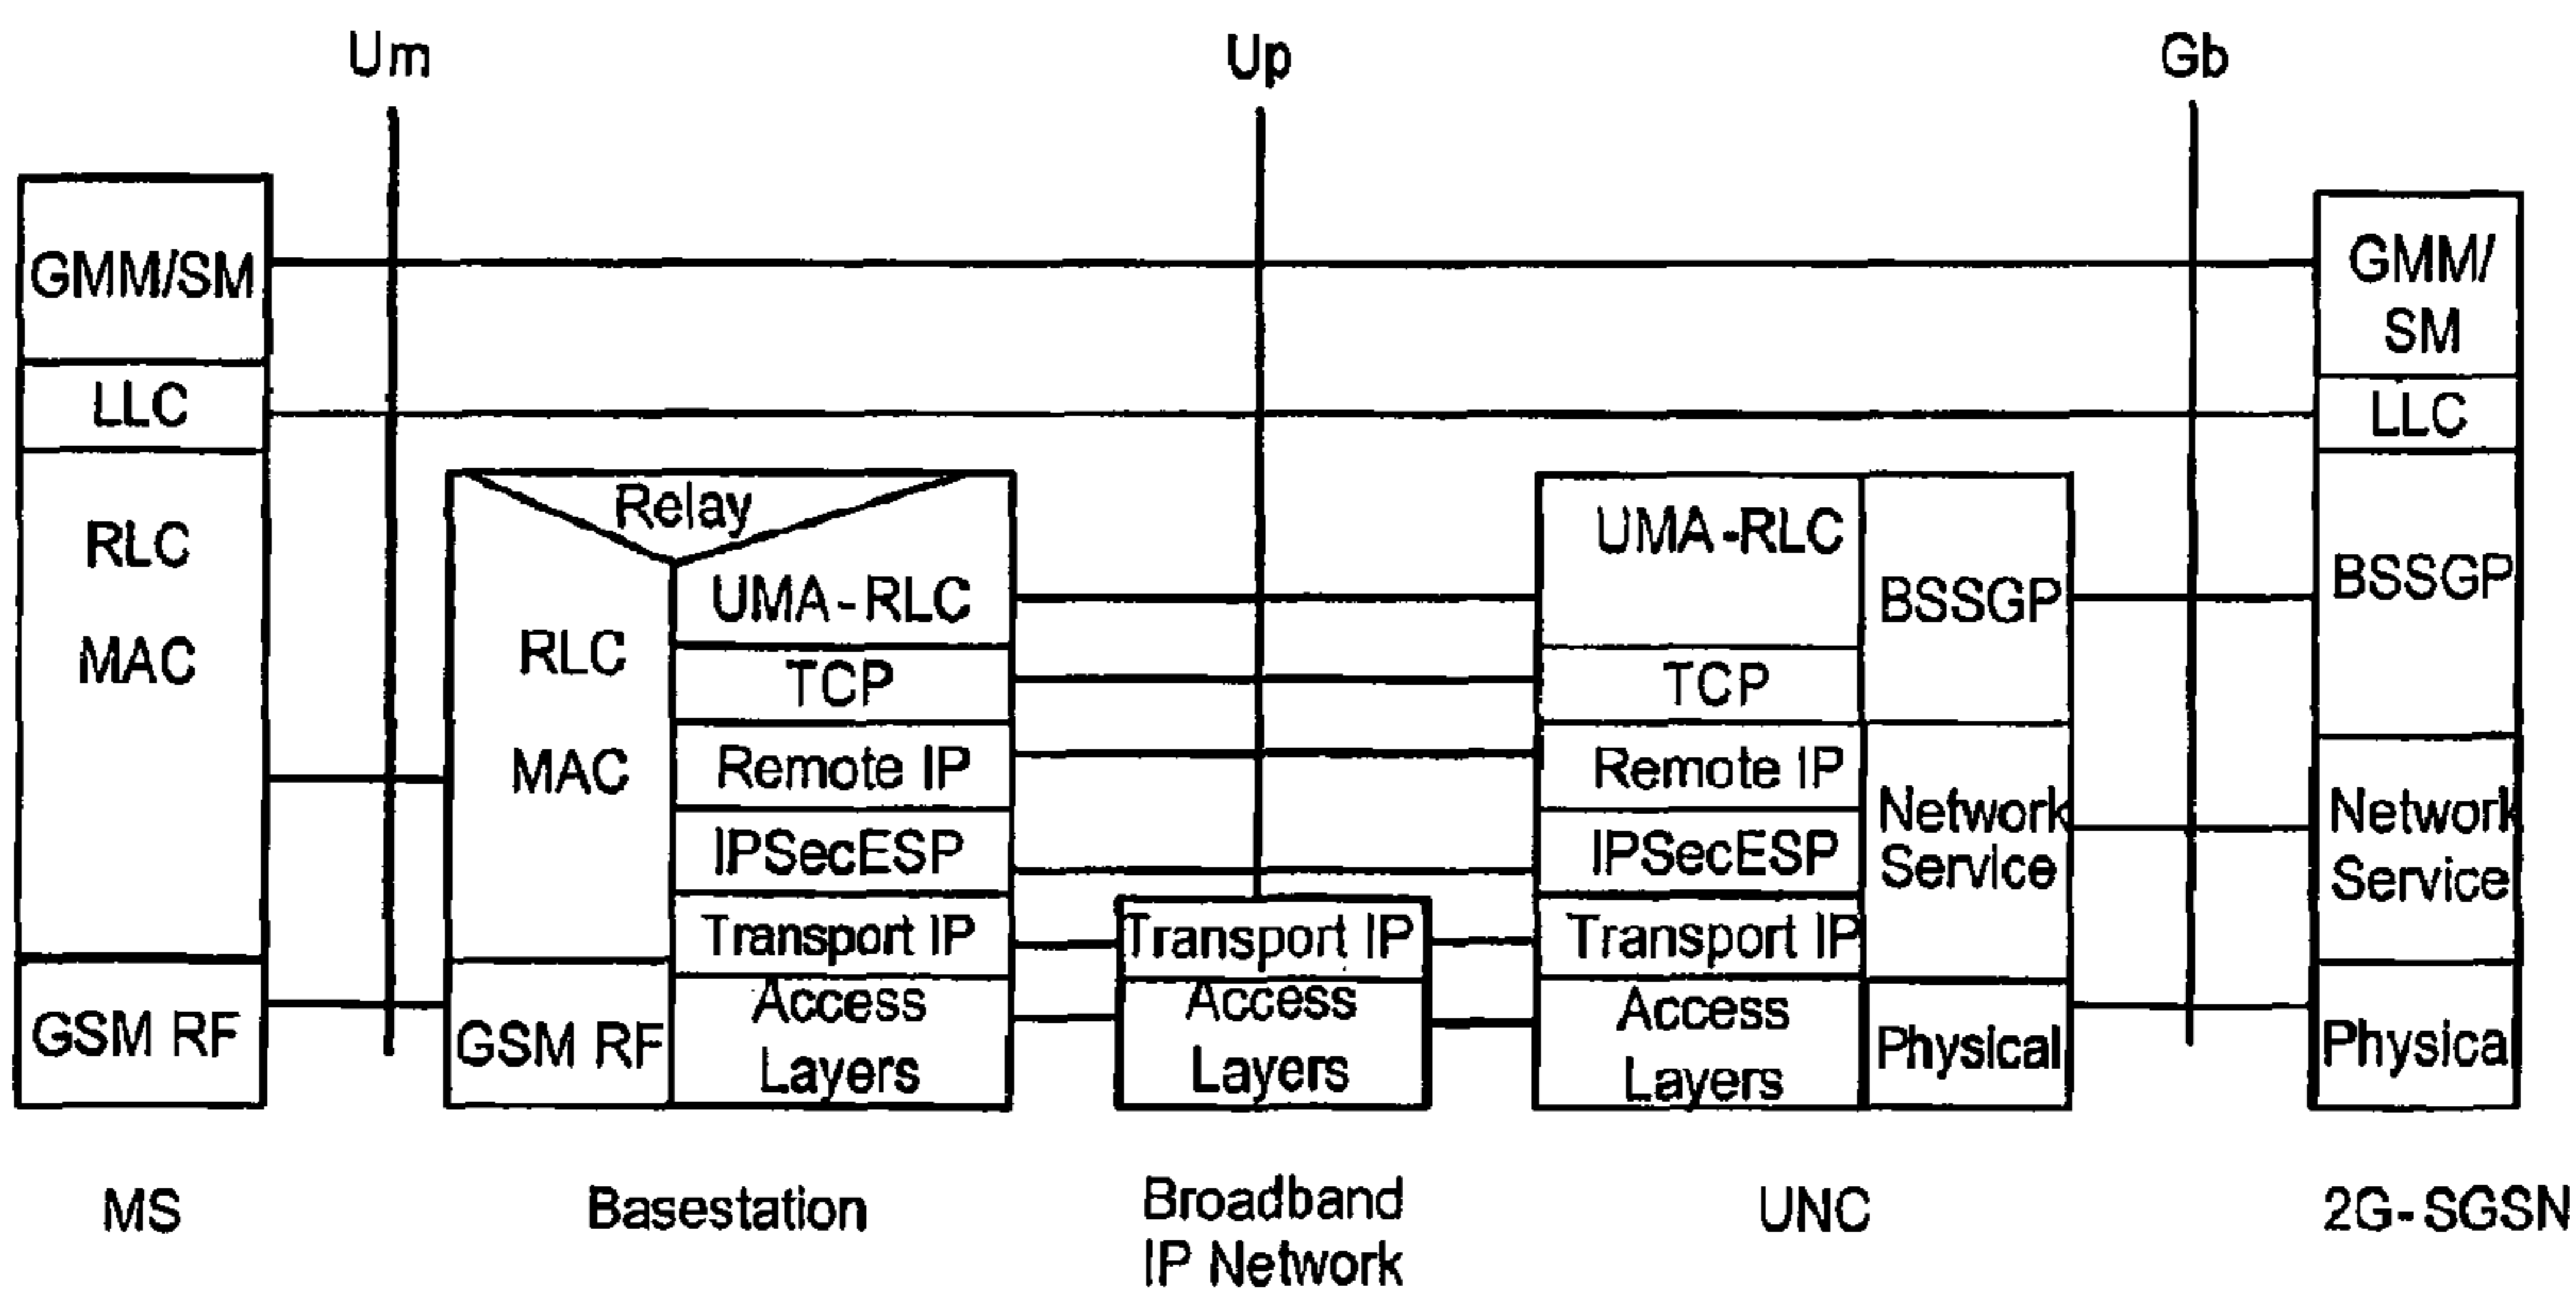 Um
Up
Gb
GMM/SM
LLC
RLC
MAC
GSM RF
MS
Relay
RLC
MAC
GSM RF
UMA-RLC
TCP
Remote IP
IPSecESP
Transport IP
Access
Layers
Basestation
Transport IP
Access
Layers
Broadband
IP Network
UMA-RLC
TCP
Remote IP
IPSecESP
Transport IP
Access
Layers
BSSGP
Network
Service
Physical
UNC
GMM/
SM
LLC
BSSGP
Network
Service
Physical
2G-SGSN